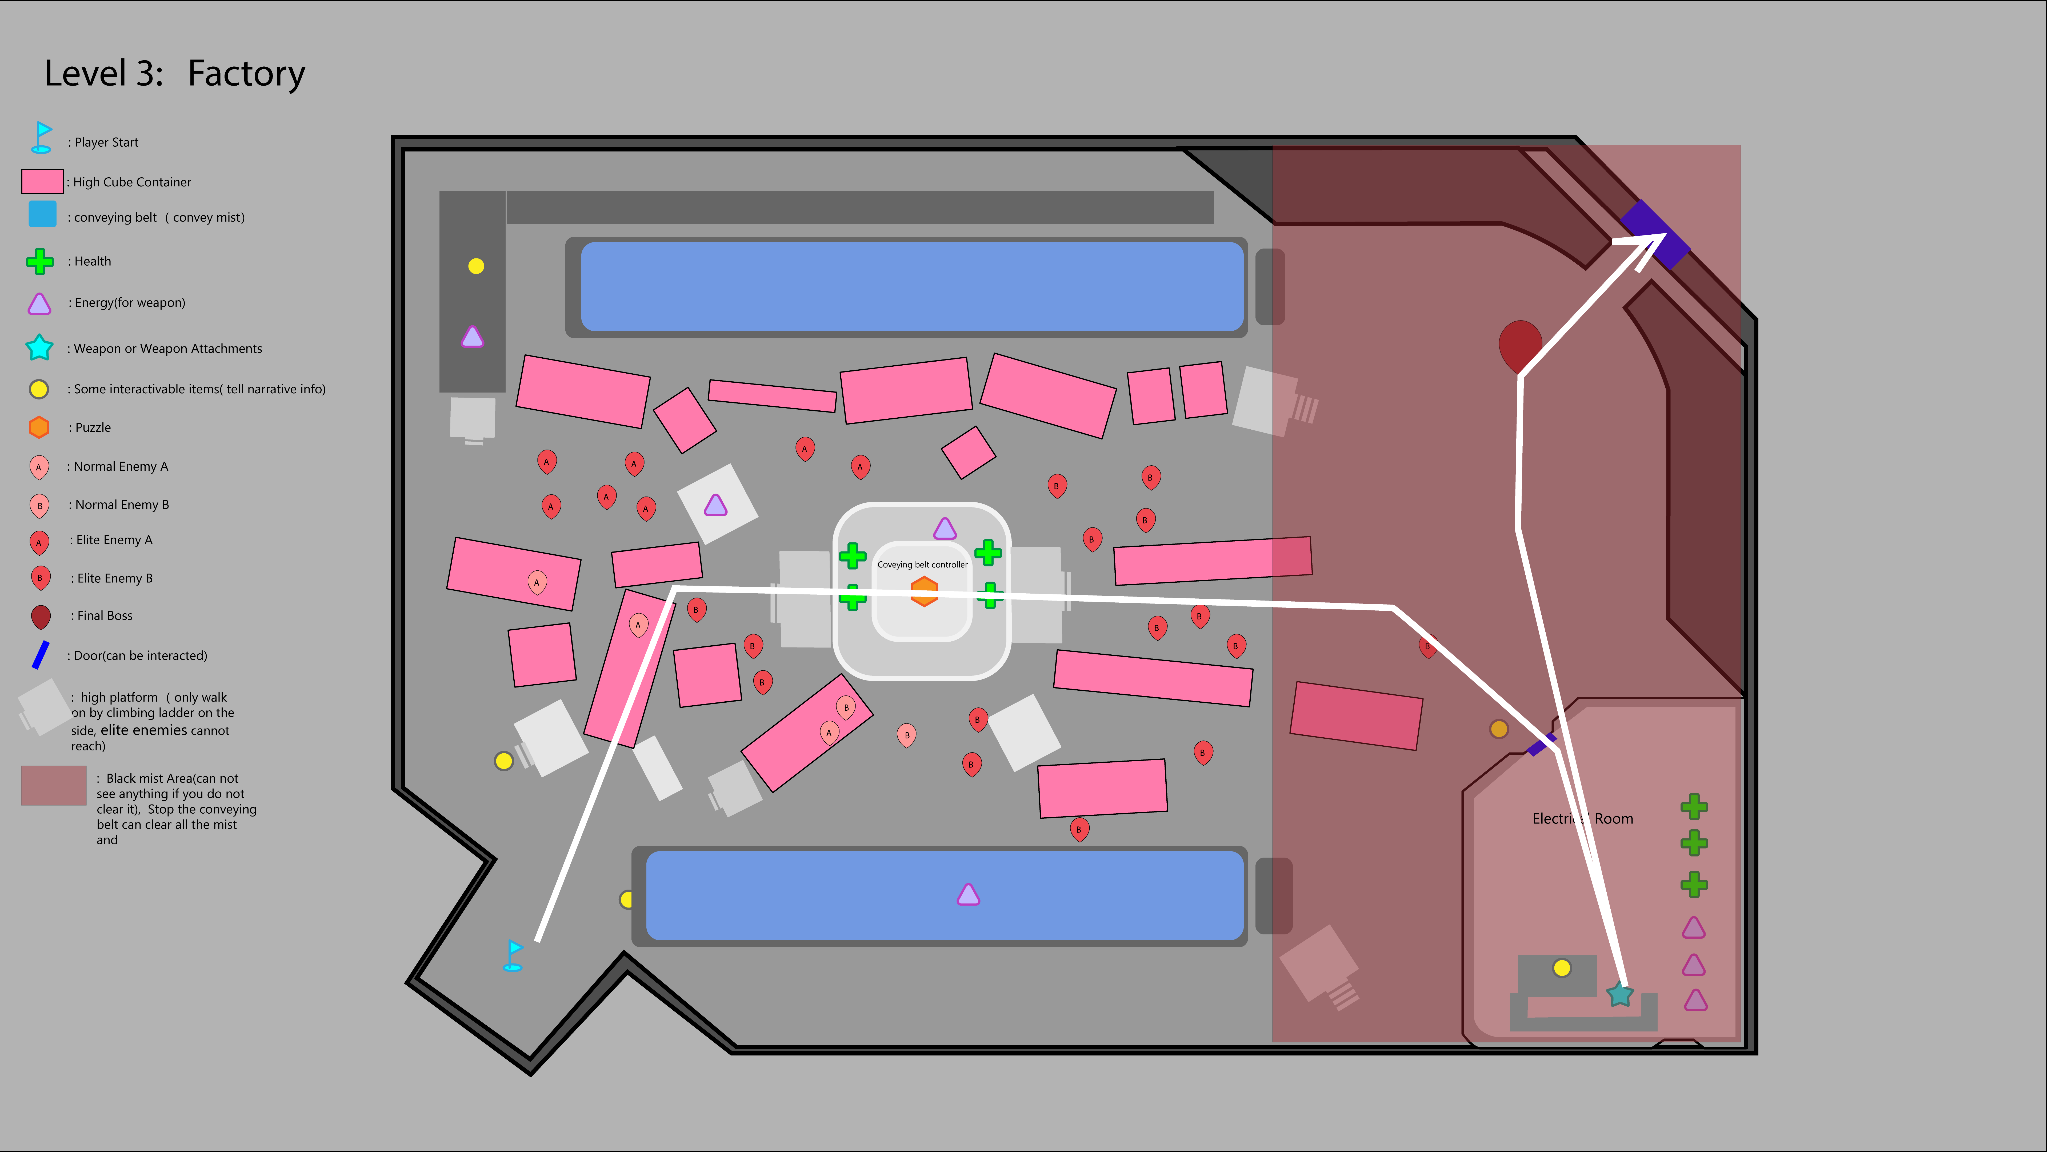 Level 3: Factory
: Player Start
: High Cube Container
: conveying belt ( convey mist)
: Health
: Energy(for weapon)
: Weapon or Weapon Attachments
: Some interactivable items( tell narrative info)
: Puzzle
A : Normal Enemy A
B : Normal Enemy B
A : Elite Enemy A
B : Elite Enemy B
: Final Boss
: Door(can be interacted)
: high platform ( only walk
on by climbing ladder on the
side, elite enemies cannot
reach)
: Black mist Area(can not
see anything if you do not
clear it), Stop the conveying
belt can clear all the mist
and
A A A A
A A A B B
B B
Coveying belt controller
A
A B B B
B B B B
B
B A B B
B B
B
Electric Room